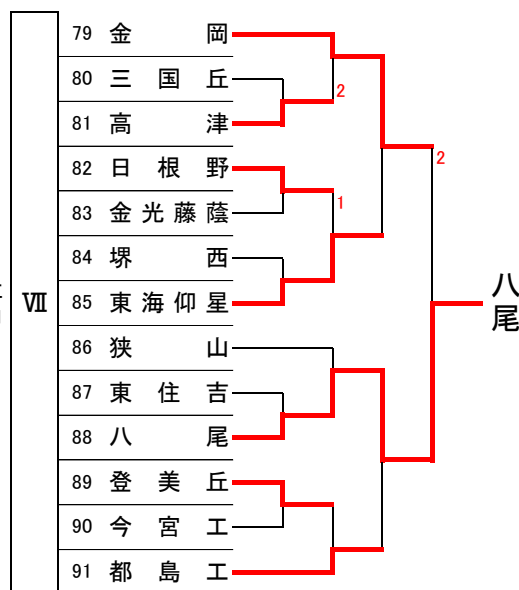 Ⅶ
79 金岡
80 三国丘
81 高津
82 日根野
83 金光藤蔭
84 堺西
85 東海仰星
86 狭山
87 東住吉
88 八尾
89 登美丘
90 今宮工
91 都島工
2
1
2
八尾